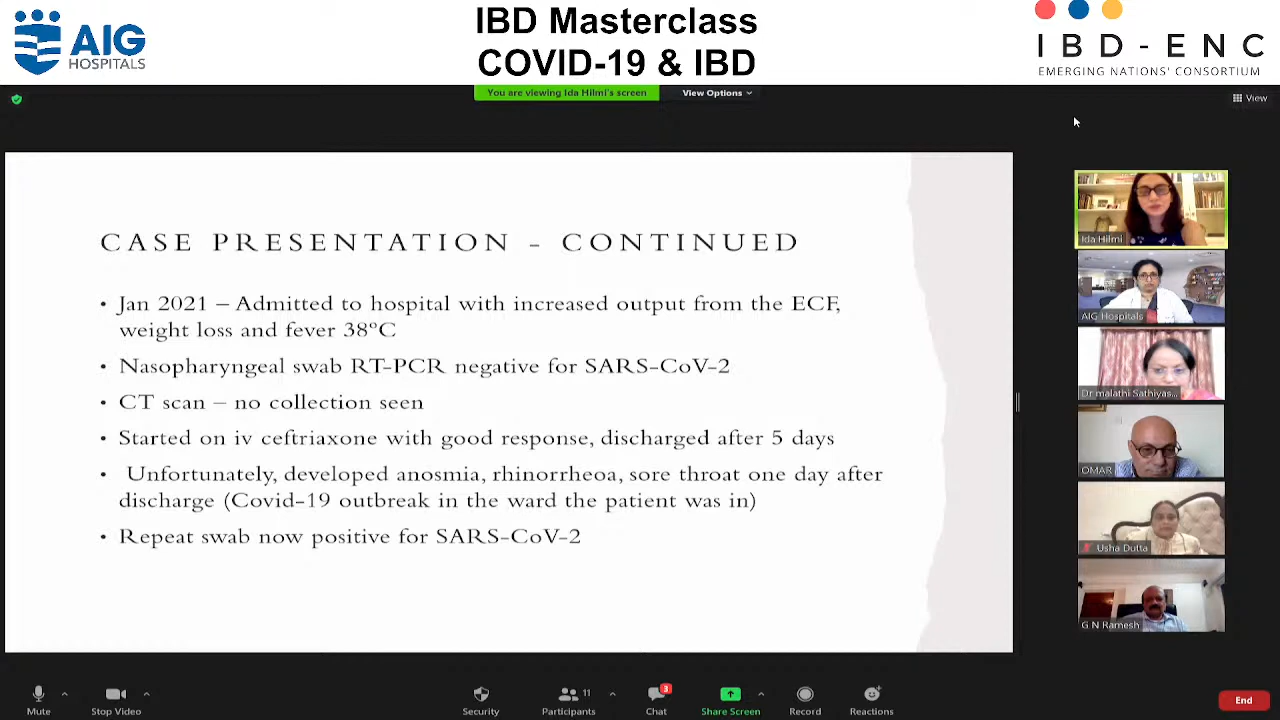 AIG
HOSPITALS
IBD Masterclass
COVID-19 & IBD
IBD-ENC
EMERGING NATIONS' CONSORTIUM
You are viewing Ida Hilmi's screen
View Options
View
CASE PRESENTATION – CONTINUED
• Jan 2021 – Admitted to hospital with increased output from the ECF,
weight loss and fever 38°C
• Nasopharyngeal swab RT-PCR negative for SARS-CoV-2
• CT scan – no collection seen
• Started on iv ceftriaxone with good response, discharged after 5 days
• Unfortunately, developed anosmia, rhinorrheoa, sore throat one day after
discharge (Covid-19 outbreak in the ward the patient was in)
• Repeat swab now positive for SARS-CoV-2
Ida Hilmi
AIG Hospitals
Dr malathi Sathiyas...
OMAR
Usha Dutta
G N Ramesh
Mute
Stop Video
Security
11
Participants
3
Chat
Share Screen
Record
Reactions
End